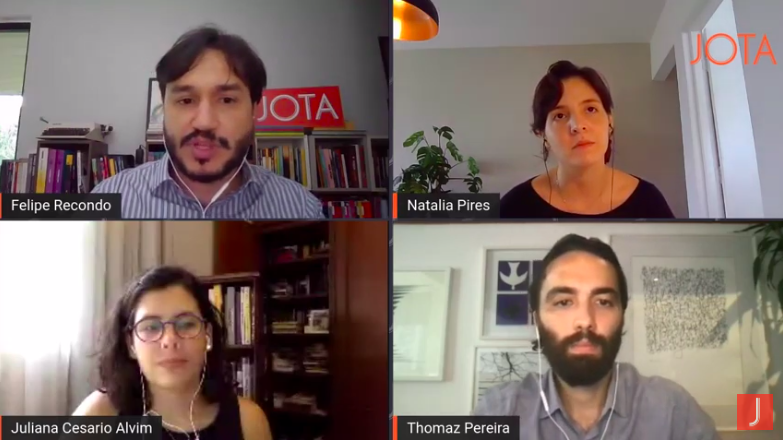 JOTA
JOTA
Felipe Recondo
Natalia Pires
Juliana Cesario Alvim
Thomaz Pereira
J